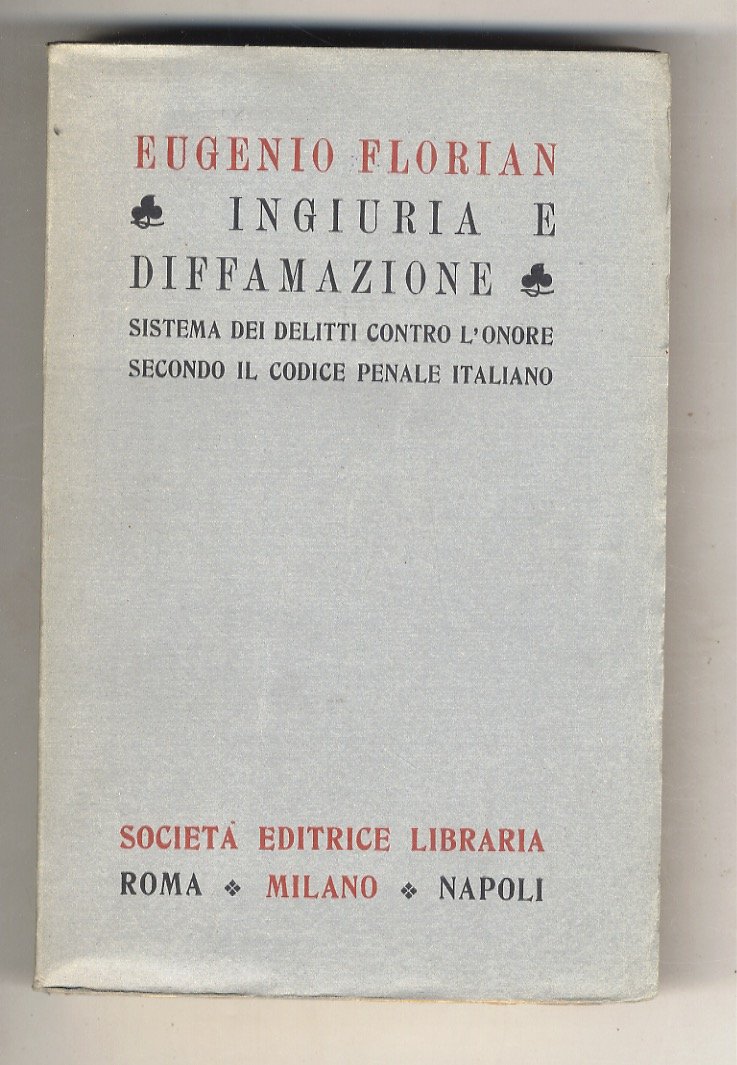 EUGENIO FLORIAN
INGIURIA E
DIFFAMAZIONE
SISTEMA DEI DELITTI CONTRO L'ONORE
SECONDO IL CODICE PENALE ITALIANO
SOCIETÀ EDITRICE LIBRARIA
ROMA ❖ MILANO ❖ NAPOLI